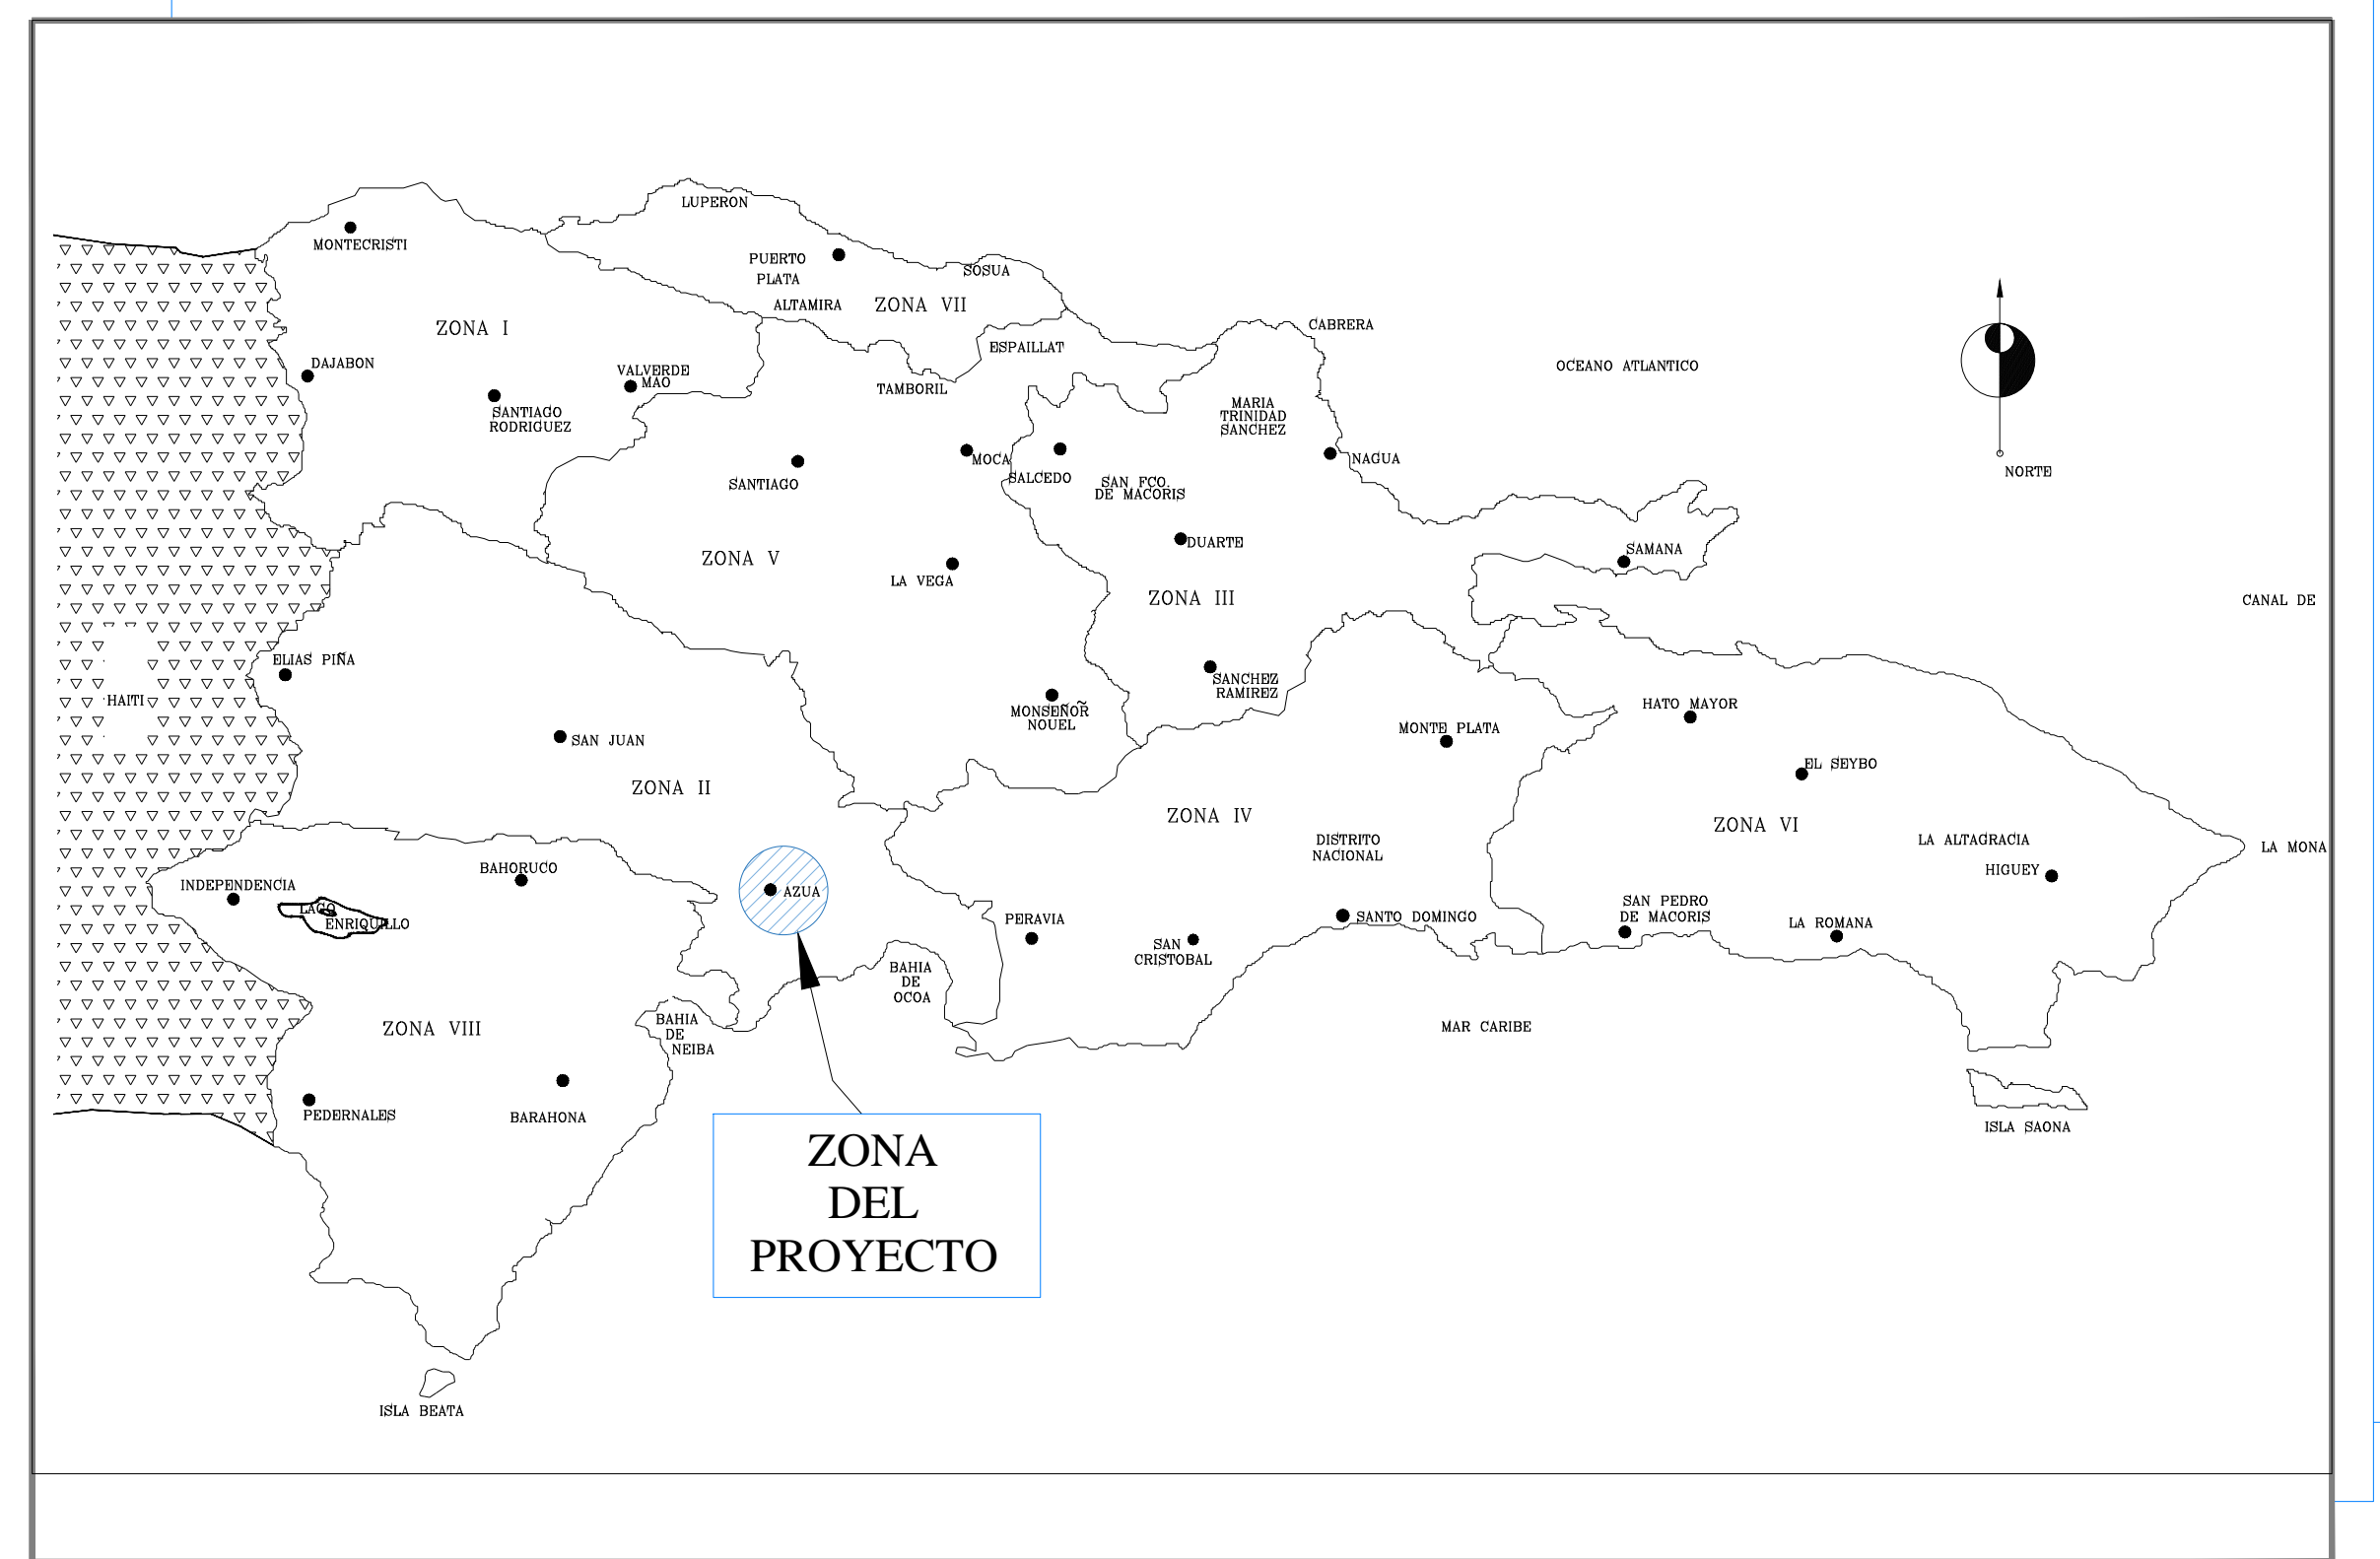 LUPERON
MONTECRISTI
PUERTO
PLATA
SOSUA
ALTAMIRA
ZONA VII
ZONA I
CABRERA
ESPAILLAT
DAJABON
VALVERDE
MAO
TAMBORIL
OCEANO ATLANTICO
SANTIAGO
RODRIGUEZ
MARIA
TRINIDAD
SANCHEZ
MOCA
NAGUA
NORTE
SANTIAGO
SALCEDO
SAN FCO.
DE MACORIS
DUARTE
SAMANA
ZONA V
LA VEGA
ZONA III
CANAL DE
ELIAS PIÑA
HAITI
SANCHEZ
RAMIREZ
MONSEÑOR
NOUEL
HATO MAYOR
MONTE PLATA
SAN JUAN
EL SEYBO
ZONA II
ZONA IV
ZONA VI
DISTRITO
NACIONAL
LA ALTAGRACIA
LA MONA
BAHORUCO
HIGUEY
INDEPENDENCIA
AZUA
LAGO
ENRIQUILLO
PERAVIA
SANTO DOMINGO
SAN PEDRO
DE MACORIS
LA ROMANA
SAN
CRISTOBAL
BAHIA
DE
OCOA
ZONA VIII
BAHIA
DE
NEIBA
MAR CARIBE
PEDERNALES
BARAHONA
ISLA SAONA
ZONA
DEL
PROYECTO
ISLA BEATA